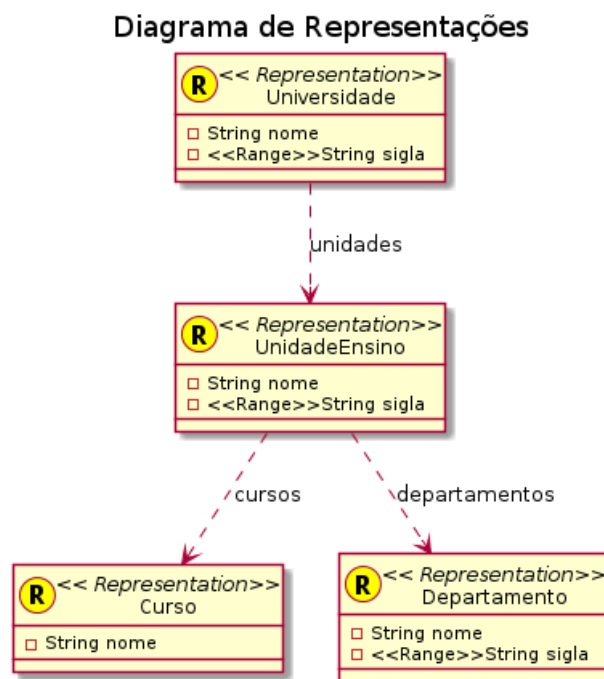 Diagrama de Representações
R << Representation>>
Universidade
String nome
<<Range>>String sigla
unidades
R << Representation>>
UnidadeEnsino
String nome
<<Range>>String sigla
cursos
departamentos
R << Representation>>
Curso
String nome
R << Representation>>
Departamento
String nome
<<Range>>String sigla